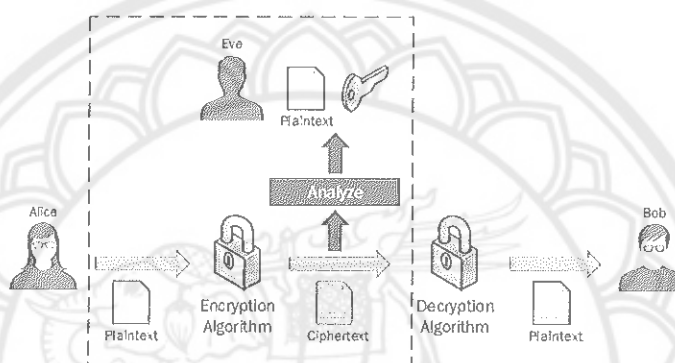 Eve
Plaintext
Analyze
Alice
Bob
Plaintext
Encryption
Algorithm
Ciphertext
Decryption
Algorithm
Plaintext